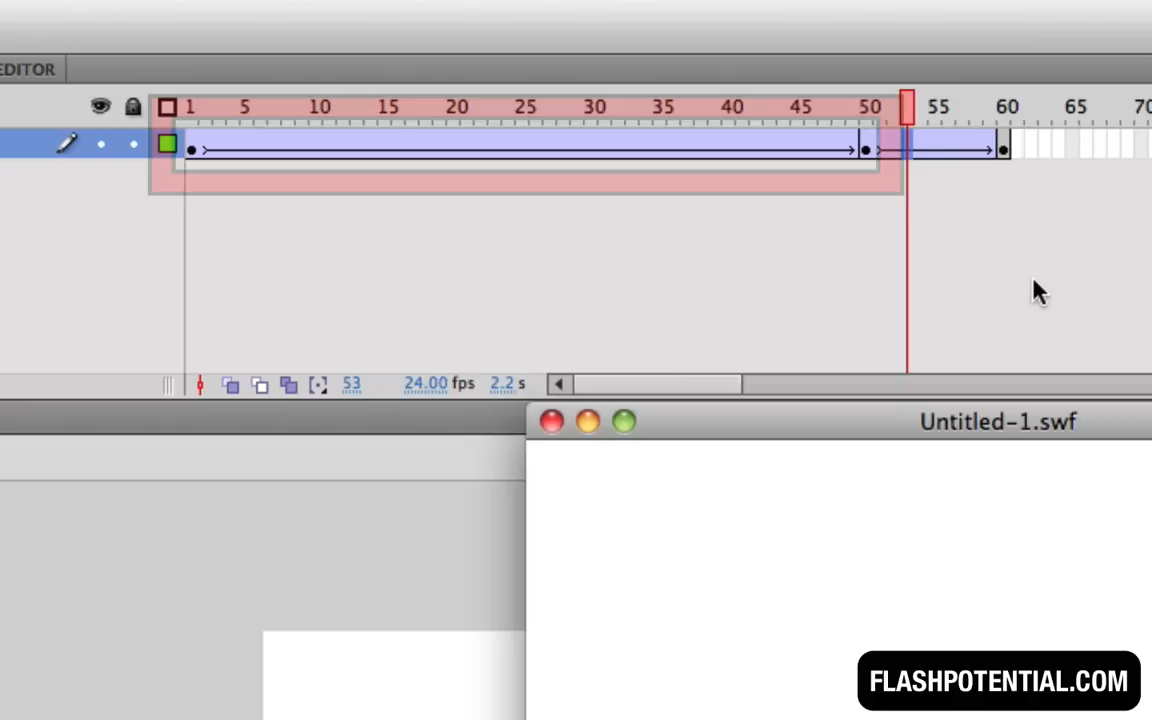 EDITOR
1 5 10 15 20 25 30 35 40 45 50 55 60 65 70
53 24.00 fps 2.2 s
Untitled-1.swf
FLASHPOTENTIAL.COM